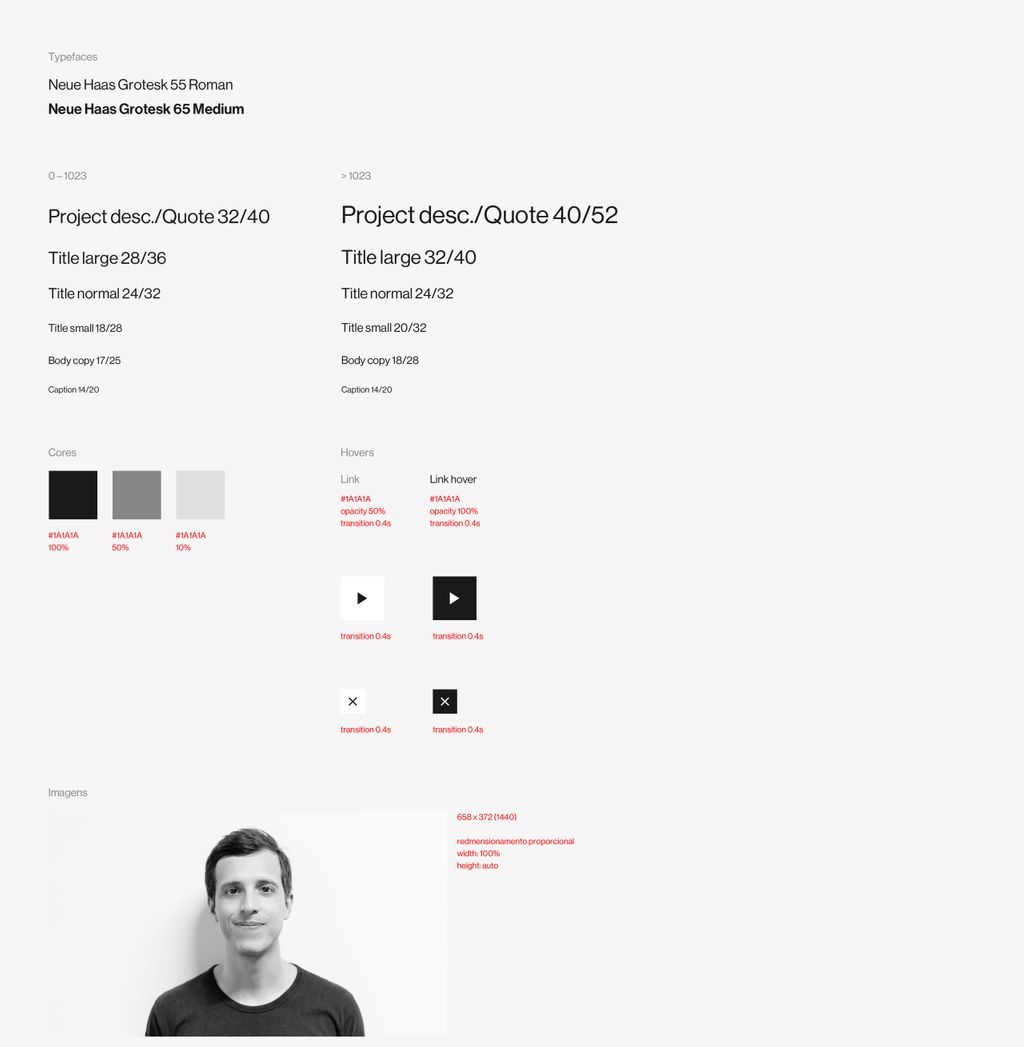 Typefaces
Neue Haas Grotesk 55 Roman
Neue Haas Grotesk 65 Medium
0 – 1023
Project desc./Quote 32/40
Title large 28/36
Title normal 24/32
Title small 18/28
Body copy 17/25
Caption 14/20
> 1023
Project desc./Quote 40/52
Title large 32/40
Title normal 24/32
Title small 20/32
Body copy 18/28
Caption 14/20
Cores
#1A1A1A
100%
#1A1A1A
50%
#1A1A1A
10%
Hovers
Link
#1A1A1A
opacity 50%
transition 0.4s
Link hover
#1A1A1A
opacity 100%
transition 0.4s
transition 0.4s
transition 0.4s
transition 0.4s
transition 0.4s
Imagens
658 x 372 (1440)
redmensionamento proporcional
width: 100%
height: auto